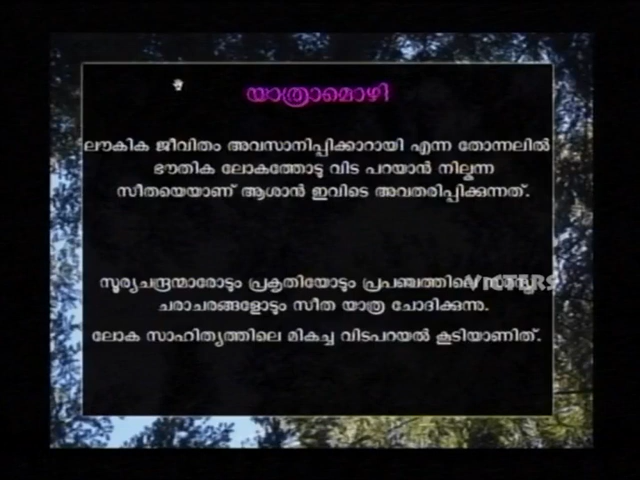 യാത്രാമൊഴി
ലൗകിക ജീവിതം അവസാനിപ്പിക്കാറായി എന്ന തോന്നലിൽ
ഭൗതിക ലോകത്തോടു വിട പറയാൻ നില്ക്കുന്ന
സീതയെയാണ് ആശാൻ ഇവിടെ അവതരിപ്പിക്കുന്നത്.
സൂര്യചന്ദ്രന്മാരോടും പ്രകൃതിയോടും പ്രപഞ്ചത്തിലെ
VICTERS
ചരാചരങ്ങളോടും സീത യാത്ര ചോദിക്കുന്നു.
ലോക സാഹിത്യത്തിലെ മികച്ച വിടപറയൽ കൂടിയാണിത്.